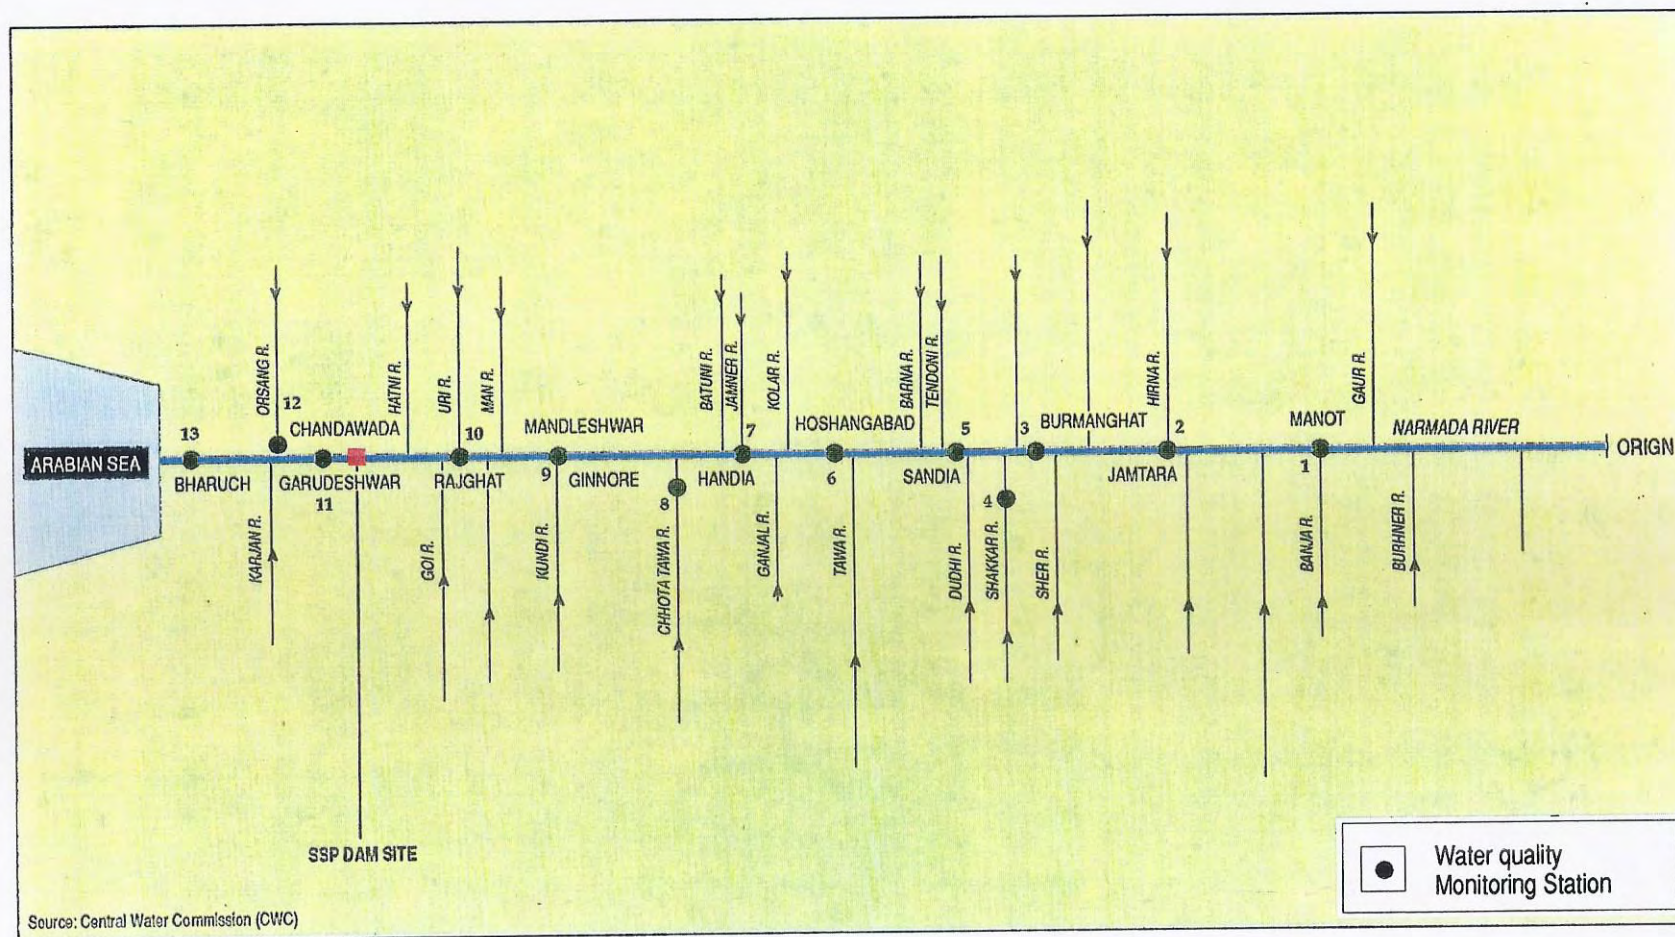 ORSANG R.
HATNI R.
URI R.
MAN R.
BATUNI R.
JAMNER R.
KOLAR R.
BARNA R.
TENDONI R.
HIRNA R.
GAUR R.
13
12
CHANDAWADA
10
MANDLESHWAR
7
HOSHANGABAD
5
3
BURMANGHAT
2
MANOT
NARMADA RIVER
ARABIAN SEA
ORIGN
BHARUCH
GARUDESHWAR
11
RAJGHAT
9
GINNORE
8
HANDIA
6
SANDIA
4
JAMTARA
1
KARJAN R.
GOI R.
KUNDI R.
CHHOTA TAWA R.
GANJAL R.
TAWA R.
DUDHI R.
SHAKKAR R.
SHER R.
BANJA R.
BURHNER R.
SSP DAM SITE
Water quality
Monitoring Station
Source: Central Water Commission (CWC)